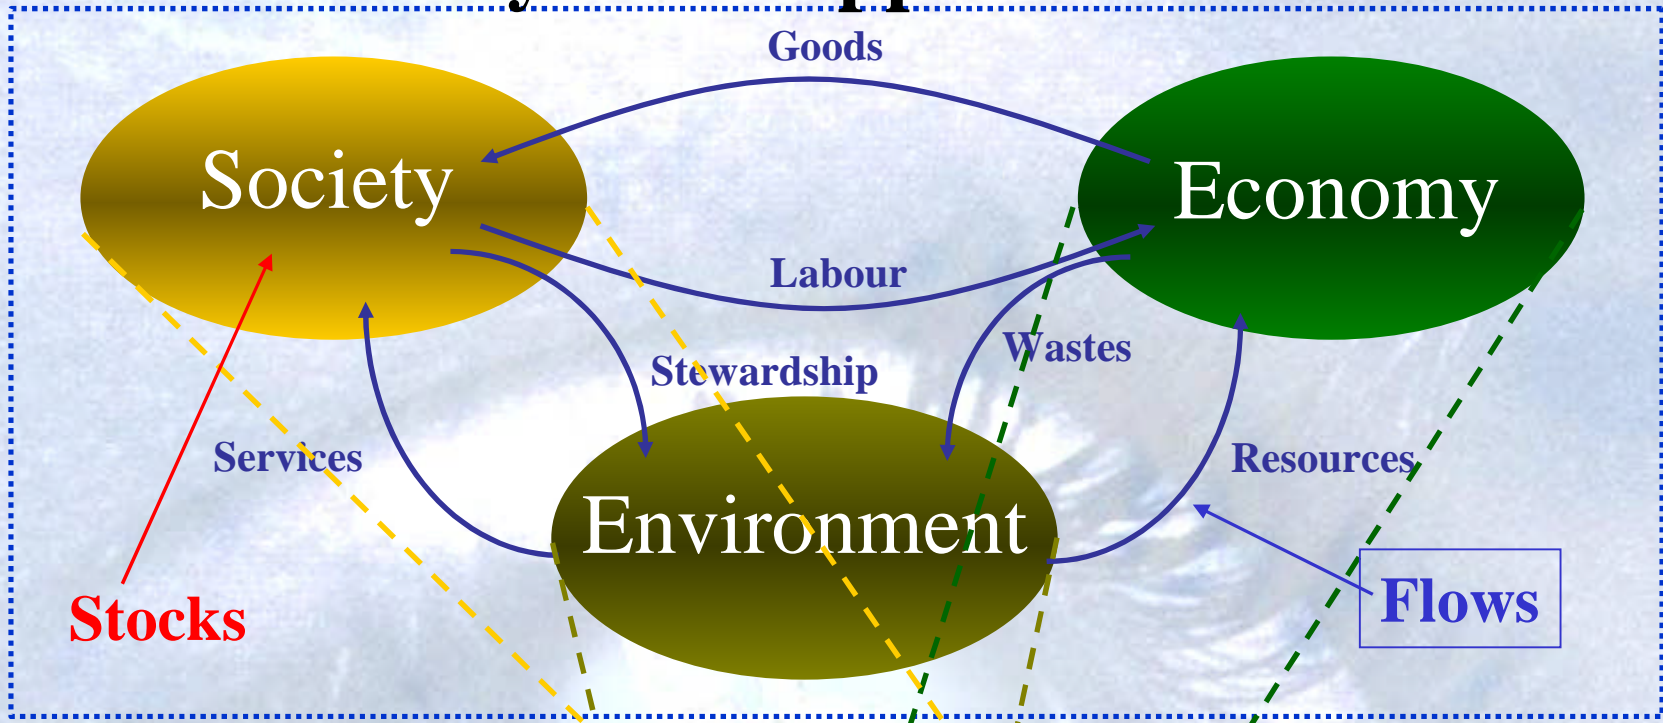 Goods
Society
Economy
Labour
Wastes
Stewardship
Services
Resources
Environment
Stocks
Flows